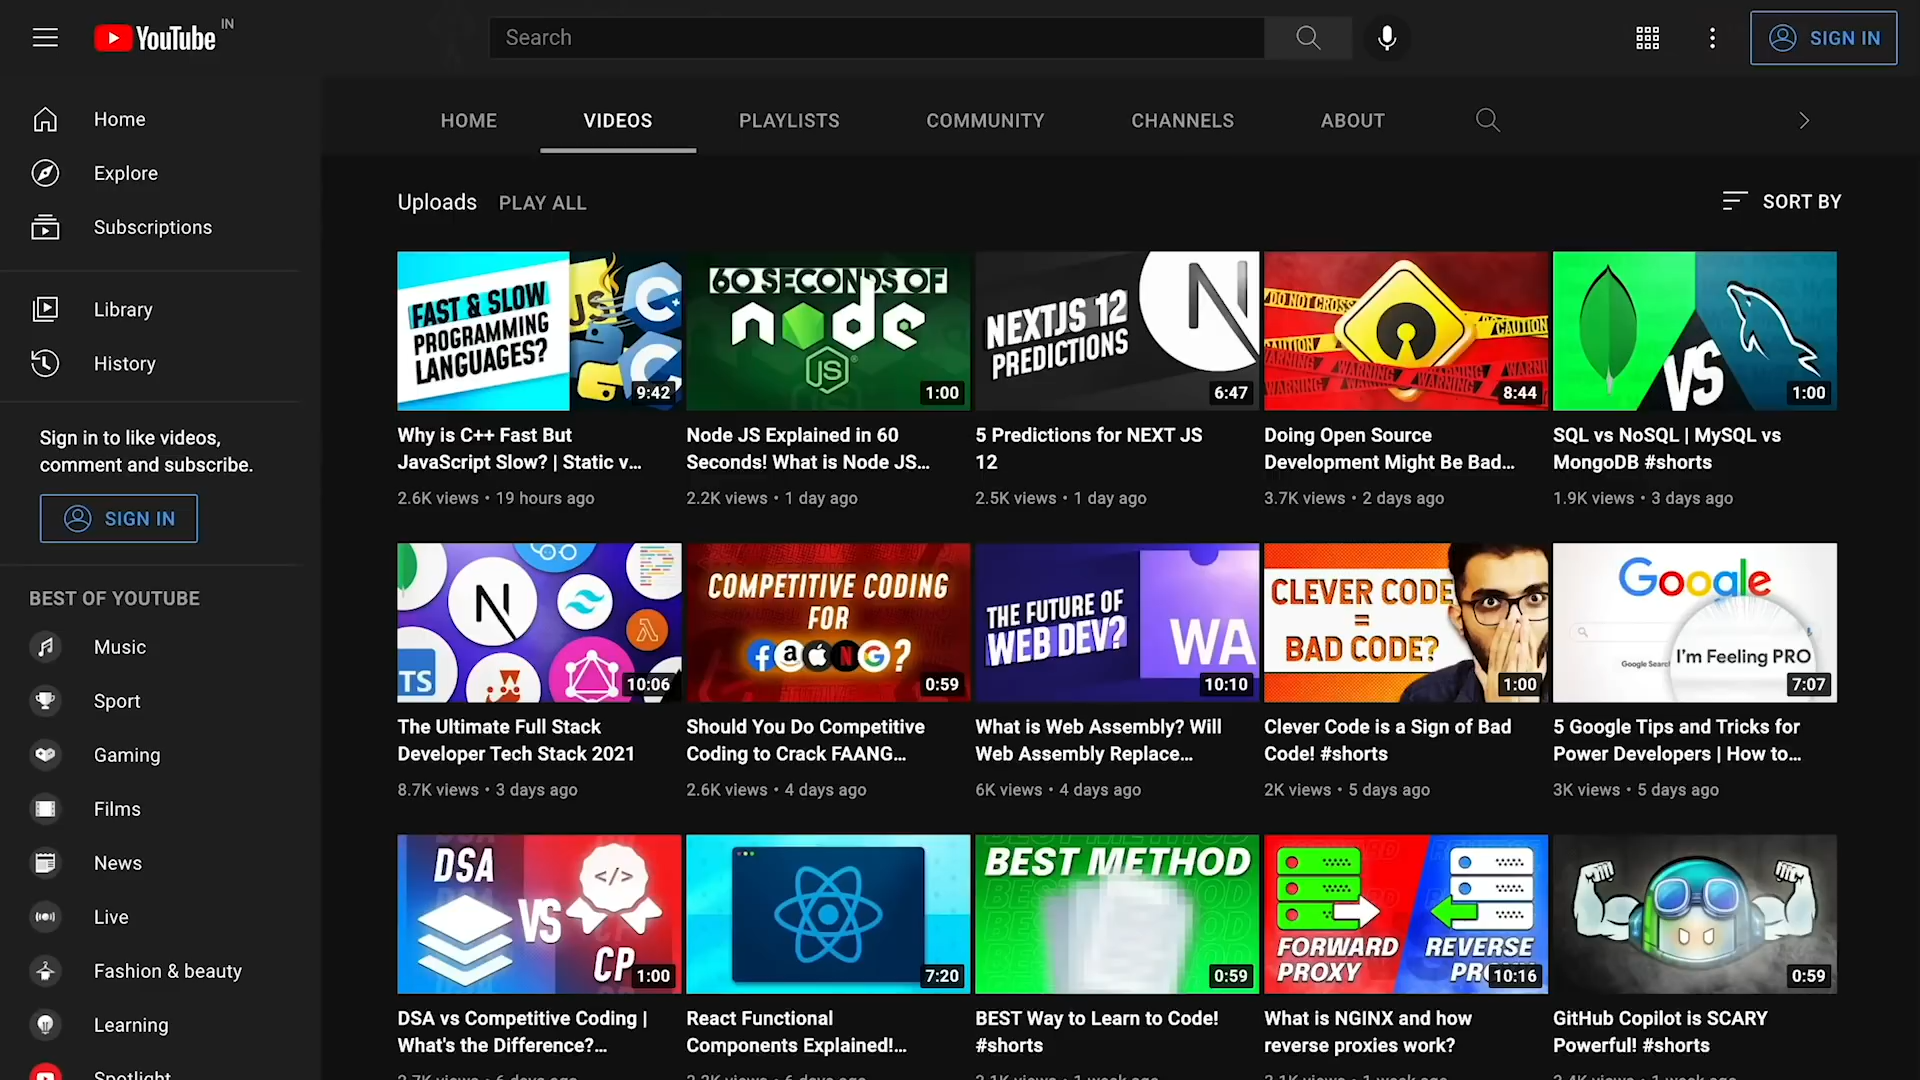 YouTube IN
Search
SIGN IN
Home
Explore
Subscriptions
Library
History
Sign in to like videos,
comment and subscribe.
SIGN IN
BEST OF YOUTUBE
Music
Sport
Gaming
Films
News
Live
Fashion & beauty
Learning
Spotlight
HOME
VIDEOS
PLAYLISTS
COMMUNITY
CHANNELS
ABOUT
Uploads PLAY ALL
SORT BY
FAST & SLOW
PROGRAMMING
LANGUAGES?
JS
9:42
Why is C++ Fast But
JavaScript Slow? | Static v...
2.6K views • 19 hours ago
60 SECONDS OF
node
JS
1:00
Node JS Explained in 60
Seconds! What is Node JS...
2.2K views • 1 day ago
NEXTJS 12
PREDICTIONS
N
6:47
5 Predictions for NEXT JS
12
2.5K views • 1 day ago
DO NOT CROSS
CAUTION
CAUTION
WARNING WARNING WARNING
8:44
Doing Open Source
Development Might Be Bad...
3.7K views • 2 days ago
VS
1:00
SQL vs NoSQL | MySQL vs
MongoDB #shorts
1.9K views • 3 days ago
N
TS
10:06
The Ultimate Full Stack
Developer Tech Stack 2021
8.7K views • 3 days ago
COMPETITIVE CODING
FOR
?
0:59
Should You Do Competitive
Coding to Crack FAANG...
2.6K views • 4 days ago
THE FUTURE OF
WEB DEV?
WA
10:10
What is Web Assembly? Will
Web Assembly Replace...
6K views • 4 days ago
CLEVER CODE
=
BAD CODE?
1:00
Clever Code is a Sign of Bad
Code! #shorts
2K views • 5 days ago
Google
Google Search
I'm Feeling PRO
7:07
5 Google Tips and Tricks for
Power Developers | How to...
3K views • 5 days ago
DSA
VS
</>
CP
1:00
DSA vs Competitive Coding |
What's the Difference?...
7:20
React Functional
Components Explained!...
BEST METHOD
0:59
BEST Way to Learn to Code!
#shorts
FORWARD
PROXY
REVERSE
10:16
What is NGINX and how
reverse proxies work?
0:59
GitHub Copilot is SCARY
Powerful! #shorts